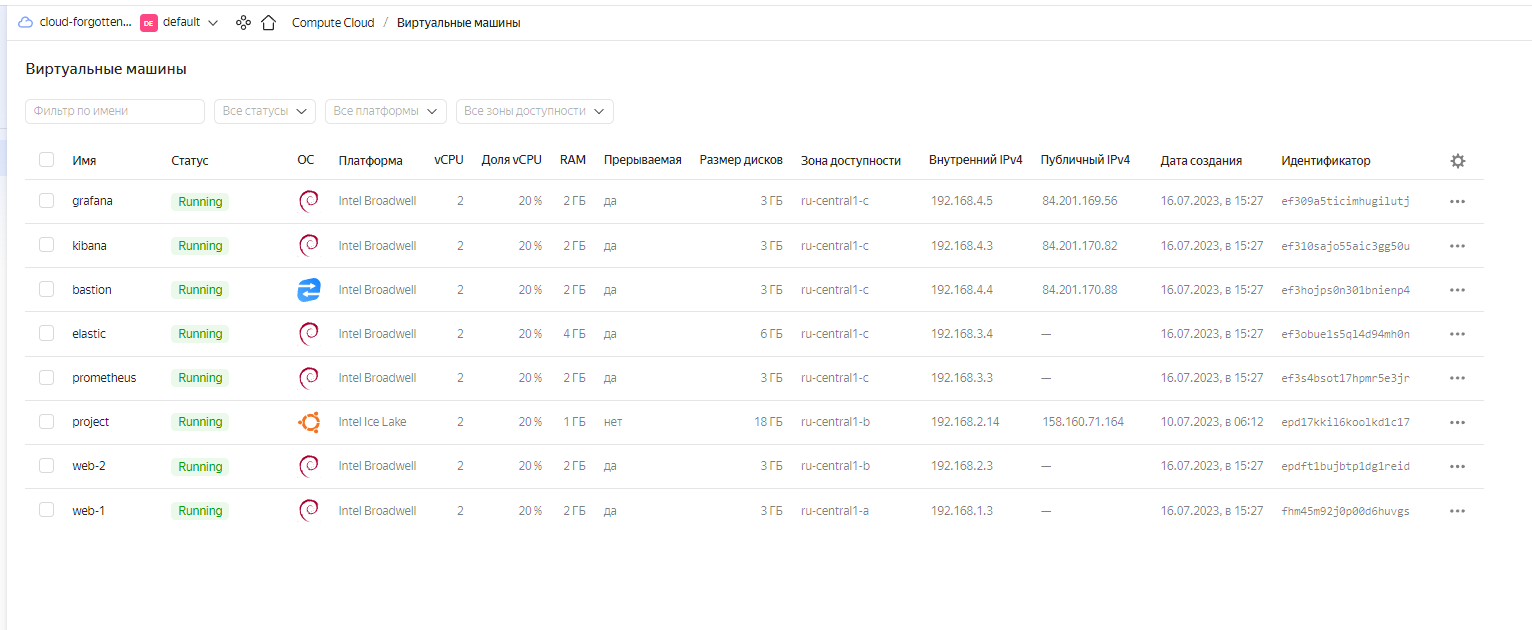 cloud-forgotten... DE default Compute Cloud / Виртуальные машины
Виртуальные машины
Фильтр по имени Все статусы Все платформы Все зоны доступности
Имя Статус ОС Платформа vCPU Доля vCPU RAM Прерываемая Размер дисков Зона доступности Внутренний IPv4 Публичный IPv4 Дата создания Идентификатор
grafana Running Intel Broadwell 2 20 % 2 ГБ да 3 ГБ ru-central1-c 192.168.4.5 84.201.169.56 16.07.2023, в 15:27 ef309a5ticimhugilutj
kibana Running Intel Broadwell 2 20 % 2 ГБ да 3 ГБ ru-central1-c 192.168.4.3 84.201.170.82 16.07.2023, в 15:27 ef310sajo55aic3gg50u
bastion Running Intel Broadwell 2 20 % 2 ГБ да 3 ГБ ru-central1-c 192.168.4.4 84.201.170.88 16.07.2023, в 15:27 ef3hojps0n301bnienp4
elastic Running Intel Broadwell 2 20 % 4 ГБ да 6 ГБ ru-central1-c 192.168.3.4 — 16.07.2023, в 15:27 ef3obue1s5ql4d94mh0n
prometheus Running Intel Broadwell 2 20 % 2 ГБ да 3 ГБ ru-central1-c 192.168.3.3 — 16.07.2023, в 15:27 ef3s4bsot17hpmr5e3jr
project Running Intel Ice Lake 2 20 % 1 ГБ нет 18 ГБ ru-central1-b 192.168.2.14 158.160.71.164 10.07.2023, в 06:12 epd17kkil6koolkd1c17
web-2 Running Intel Broadwell 2 20 % 2 ГБ да 3 ГБ ru-central1-b 192.168.2.3 — 16.07.2023, в 15:27 epdft1bujbtp1dg1reid
web-1 Running Intel Broadwell 2 20 % 2 ГБ да 3 ГБ ru-central1-a 192.168.1.3 — 16.07.2023, в 15:27 fhm45m92j0p00d6huvgs